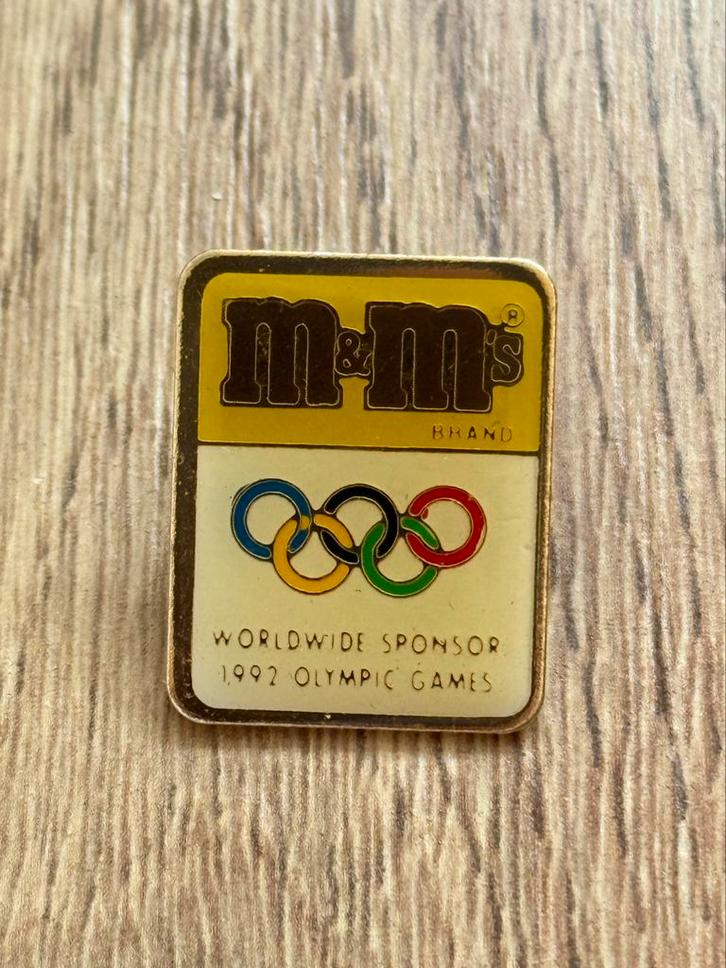 m&m's®
BRAND
WORLDWIDE SPONSOR
1992 OLYMPIC GAMES